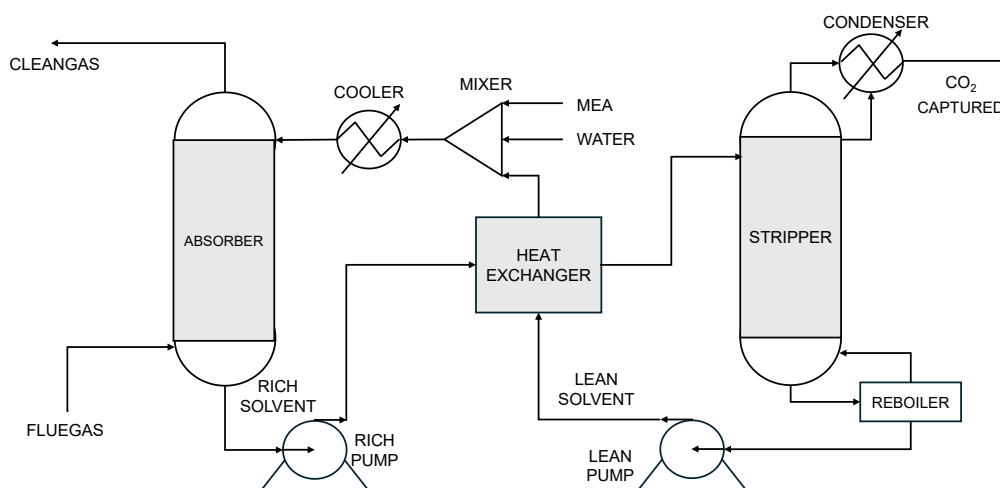 CONDENSER
CLEANGAS
CO₂
CAPTURED
COOLER
MIXER
MEA
WATER
ABSORBER
HEAT
EXCHANGER
STRIPPER
RICH
SOLVENT
LEAN
SOLVENT
REBOILER
FLUEGAS
RICH
PUMP
LEAN
PUMP